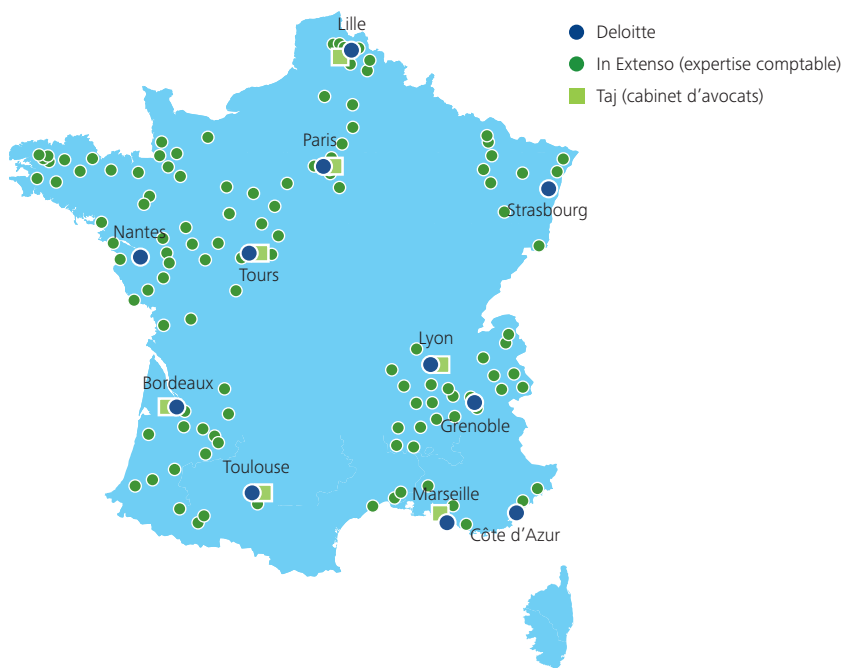 Lille
Deloitte
In Extenso (expertise comptable)
Taj (cabinet d'avocats)
Paris
Strasbourg
Nantes
Tours
Lyon
Bordeaux
Grenoble
Toulouse
Marseille
Côte d'Azur